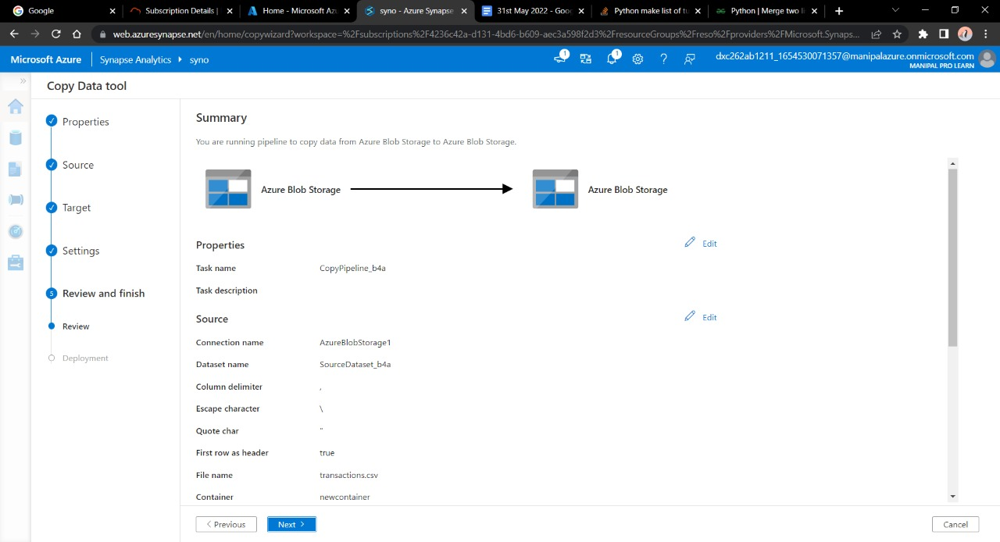 Google
Subscription Details |
Home - Microsoft Azu
syno - Azure Synapse
31st May 2022 - Goog
Python make list of tu
Python | Merge two li
web.azuresynapse.net/en/home/copywizard?workspace=%2Fsubscriptions%2F4236c42a-d131-4bd6-b609-aec3a598f2d3%2FresourceGroups%2Freso%2Fproviders%2FMicrosoft.Synaps...
Microsoft Azure
Synapse Analytics
syno
1
1
dxc262ab1211_1654530071357@manipalazure.onmicrosoft.com
MANIPAL PRO LEARN
Copy Data tool
Properties
Source
Target
Settings
5 Review and finish
Review
Deployment
Summary
You are running pipeline to copy data from Azure Blob Storage to Azure Blob Storage.
Azure Blob Storage
Azure Blob Storage
Properties
Edit
Task name CopyPipeline_b4a
Task description
Source
Edit
Connection name AzureBlobStorage1
Dataset name SourceDataset_b4a
Column delimiter ,
Escape character \
Quote char "
First row as header true
File name transactions.csv
Container newcontainer
< Previous
Next >
Cancel